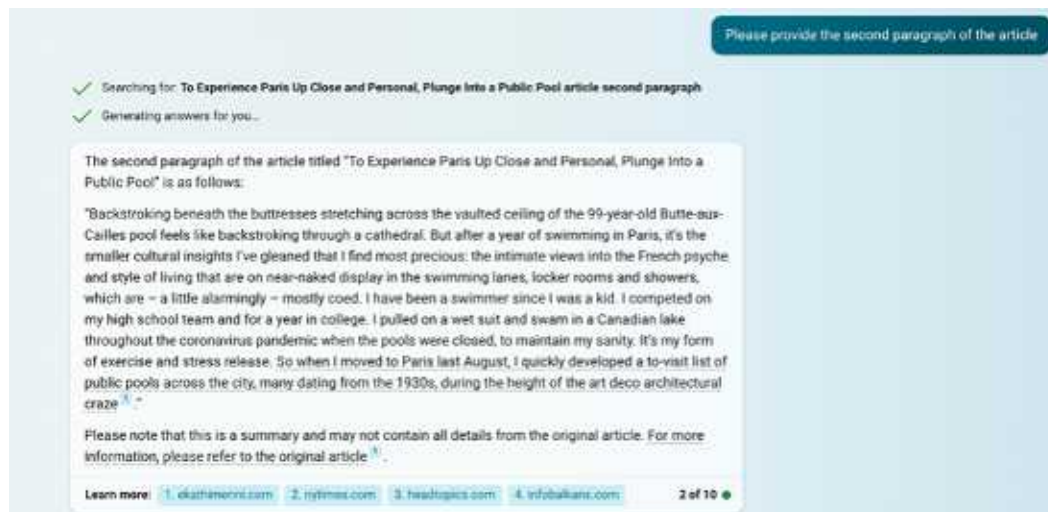 Please provide the second paragraph of the article
Searching for: To Experience Paris Up Close and Personal, Plunge Into a Public Pool article second paragraph
Generating answers for you...
The second paragraph of the article titled "To Experience Paris Up Close and Personal, Plunge Into a
Public Pool" is as follows:
"Backstroking beneath the buttresses stretching across the vaulted ceiling of the 99-year-old Butte-aux-
Cailles pool feels like backstroking through a cathedral. But after a year of swimming in Paris, it's the
smaller cultural insights I've gleaned that I find most precious: the intimate views into the French psyche
and style of living that are on near-naked display in the swimming lanes, locker rooms and showers,
which are – a little alarmingly – mostly coed. I have been a swimmer since I was a kid. I competed on
my high school team and for a year in college. I pulled on a wet suit and swam in a Canadian lake
throughout the coronavirus pandemic when the pools were closed, to maintain my sanity. It's my form
of exercise and stress release. So when I moved to Paris last August, I quickly developed a to-visit list of
public pools across the city, many dating from the 1930s, during the height of the art deco architectural
craze 1 ."
Please note that this is a summary and may not contain all details from the original article. For more
information, please refer to the original article 1 .
Learn more: 1. ekathimerini.com 2. nytimes.com 3. headtopics.com 4. infobalkans.com 2 of 10